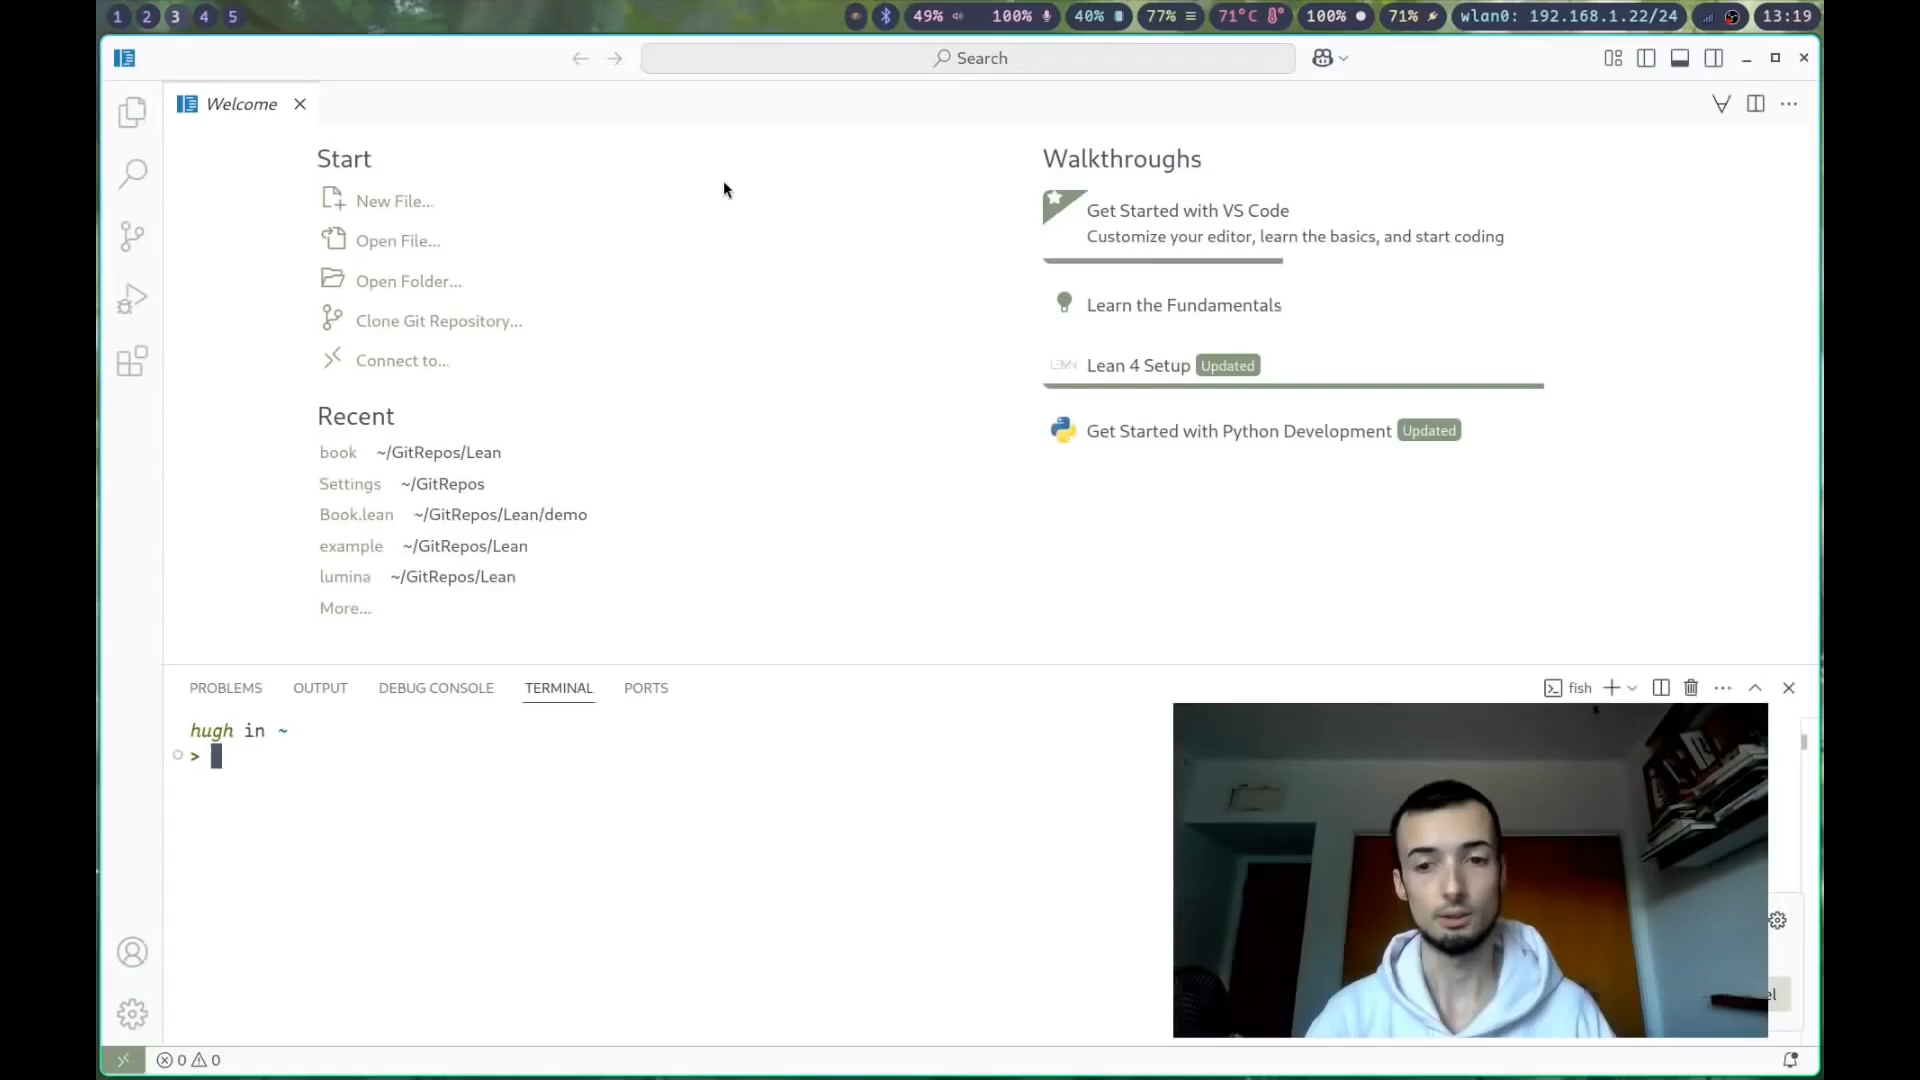 1 2 3 4 5
49% 100% 40% 77% 71°C 100% 71% wlan0: 192.168.1.22/24 13:19
Search
Welcome
Start
New File...
Open File...
Open Folder...
Clone Git Repository...
Connect to...
Recent
book ~/GitRepos/Lean
Settings ~/GitRepos
Book.lean ~/GitRepos/Lean/demo
example ~/GitRepos/Lean
lumina ~/GitRepos/Lean
More...
Walkthroughs
Get Started with VS Code
Customize your editor, learn the basics, and start coding
Learn the Fundamentals
Lean 4 Setup Updated
Get Started with Python Development Updated
PROBLEMS OUTPUT DEBUG CONSOLE TERMINAL PORTS
fish
hugh in ~
>
el
0 0